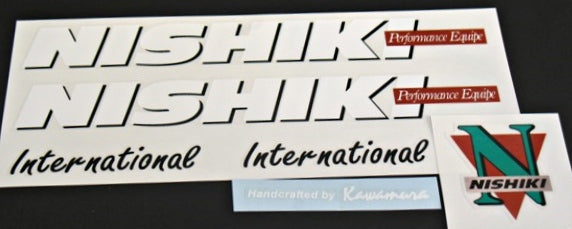 NISHIKI Performance Equipe
NISHIKI Performance Equipe
International International
Handcrafted by Kawamura
N
NISHIKI